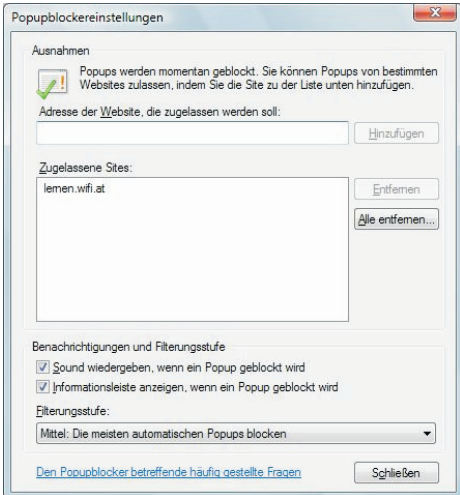 Popupblockereinstellungen
Ausnahmen
Popups werden momentan geblockt. Sie können Popups von bestimmten
Websites zulassen, indem Sie die Site zu der Liste unten hinzufügen.
Adresse der Website, die zugelassen werden soll:
Hinzufügen
Zugelassene Sites:
lernen.wifi.at
Entfernen
Alle entfernen...
Benachrichtigungen und Filterungsstufe
Sound wiedergeben, wenn ein Popup geblockt wird
Informationsleiste anzeigen, wenn ein Popup geblockt wird
Filterungsstufe:
Mittel: Die meisten automatischen Popups blocken
Den Popupblocker betreffende häufig gestellte Fragen
Schließen